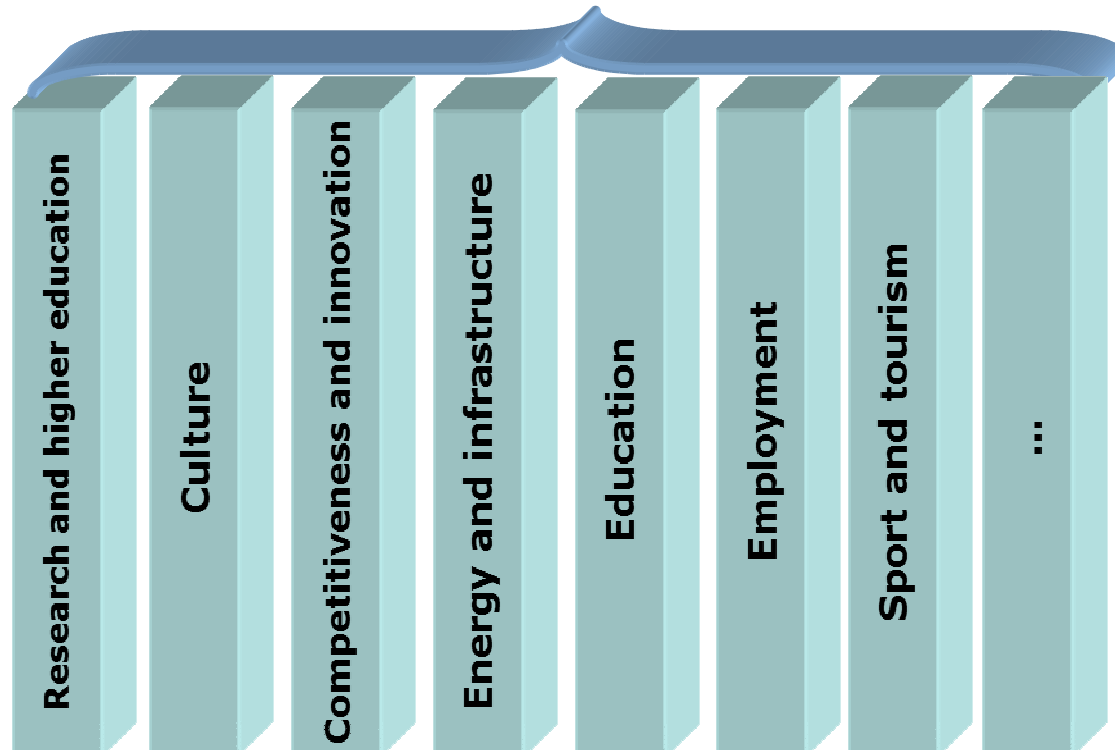 Research and higher education
Culture
Competitiveness and innovation
Energy and infrastructure
Education
Employment
Sport and tourism
...